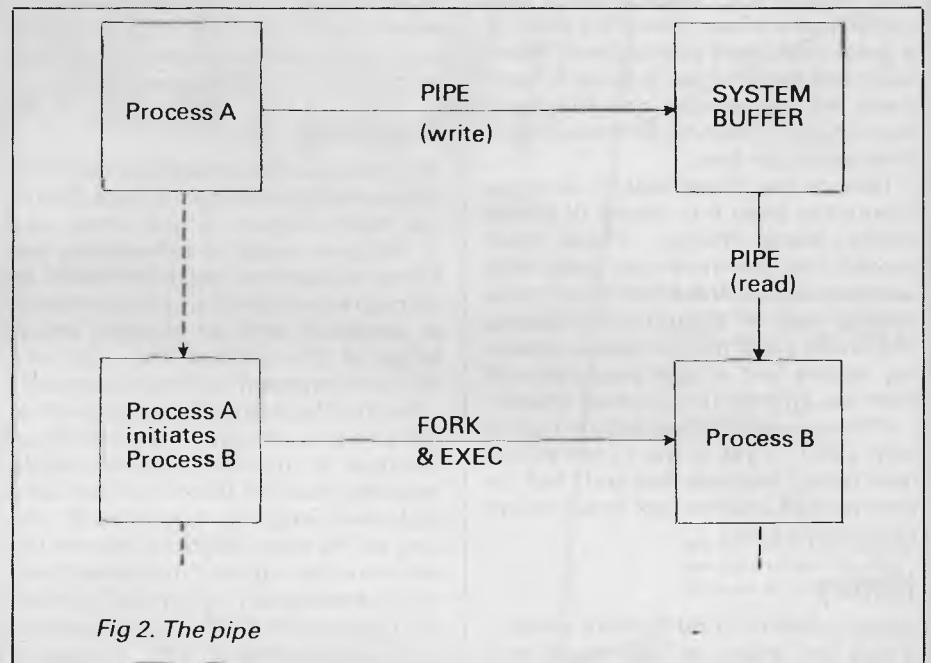 Process A
PIPE
(write)
SYSTEM
BUFFER
PIPE
(read)
Process A
initiates
Process B
FORK
& EXEC
Process B
Fig 2. The pipe